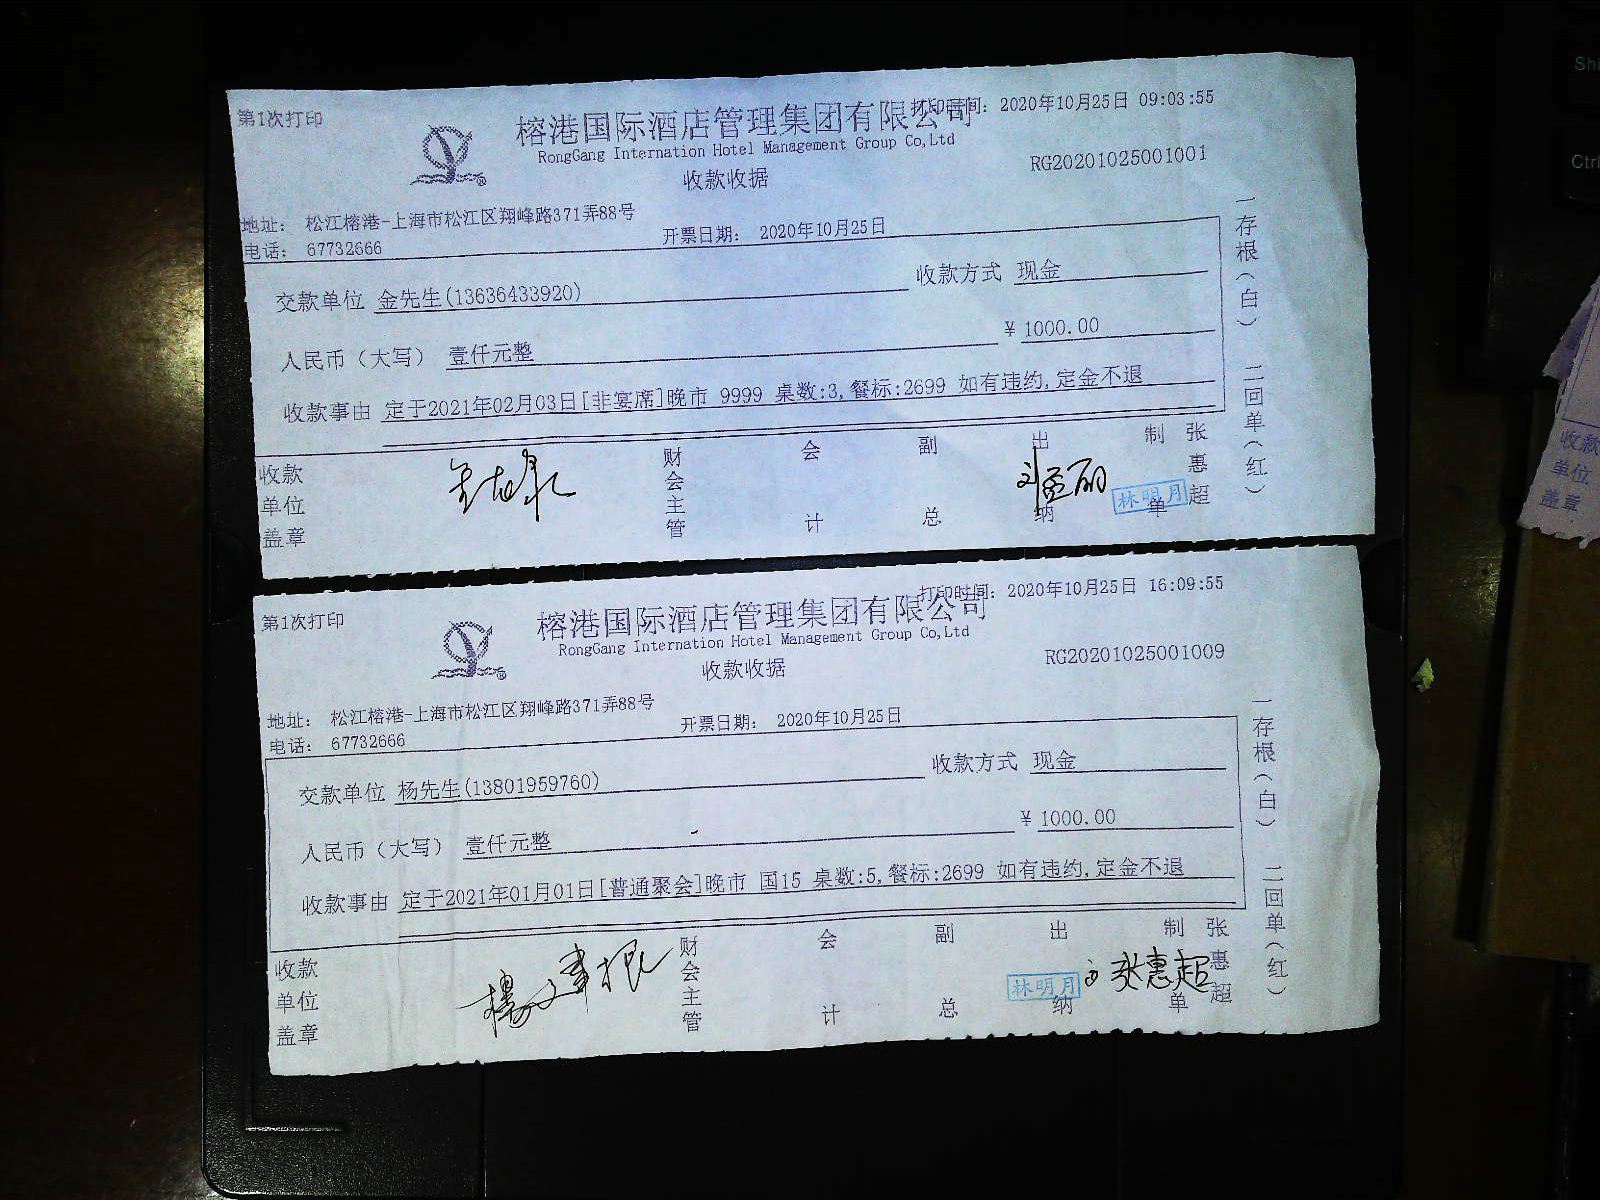 第1次打印
打印时间：2020年10月25日 09:03:55
榕港国际酒店管理集团有限公司
RongGang Internation Hotel Management Group Co,Ltd
RG20201025001001
收款收据
地址： 松江榕港-上海市松江区翔峰路371弄88号
电话： 67732666
开票日期： 2020年10月25日
交款单位 金先生(13636433920)
收款方式 现金
人民币（大写） 壹仟元整
¥ 1000.00
收款事由 定于2021年02月03日[非宴席]晚市 9999 桌数:3,餐标:2699 如有违约,定金不退
收款单位盖章
财会主管
会计
副总
出纳
制单
张惠超
林明月
一存根（白） 二回单（红）
第1次打印
打印时间：2020年10月25日 16:09:55
榕港国际酒店管理集团有限公司
RongGang Internation Hotel Management Group Co,Ltd
RG20201025001009
收款收据
地址： 松江榕港-上海市松江区翔峰路371弄88号
电话： 67732666
开票日期： 2020年10月25日
交款单位 杨先生(13801959760)
收款方式 现金
人民币（大写） 壹仟元整
¥ 1000.00
收款事由 定于2021年01月01日[普通聚会]晚市 国15 桌数:5,餐标:2699 如有违约,定金不退
收款单位盖章
财会主管
会计
副总
出纳
制单
张惠超
林明月
张惠超
一存根（白） 二回单（红）
收款
单位
盖章
Ctrl